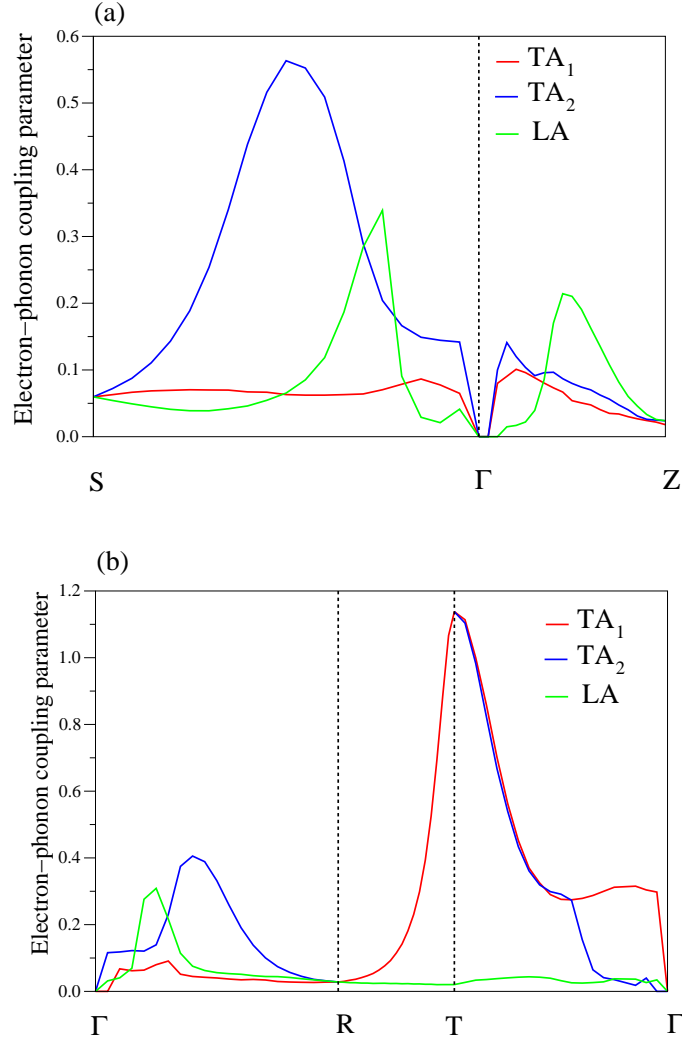 (a)
Electron−phonon coupling parameter
0.6
0.5
0.4
0.3
0.2
0.1
0.0
TA1
TA2
LA
S Γ Z
(b)
Electron−phonon coupling parameter
1.2
1.0
0.8
0.6
0.4
0.2
0.0
TA1
TA2
LA
Γ R T Γ